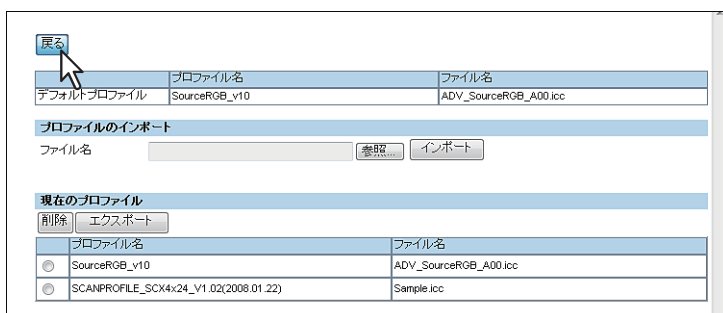 戻る
プロファイル名 ファイル名
デフォルトプロファイル SourceRGB_v10 ADV_SourceRGB_A00.icc
プロファイルのインポート
ファイル名 参照... インポート
現在のプロファイル
削除 エクスポート
プロファイル名 ファイル名
SourceRGB_v10 ADV_SourceRGB_A00.icc
SCANPROFILE_SCX4x24_V1.02(2008.01.22) Sample.icc